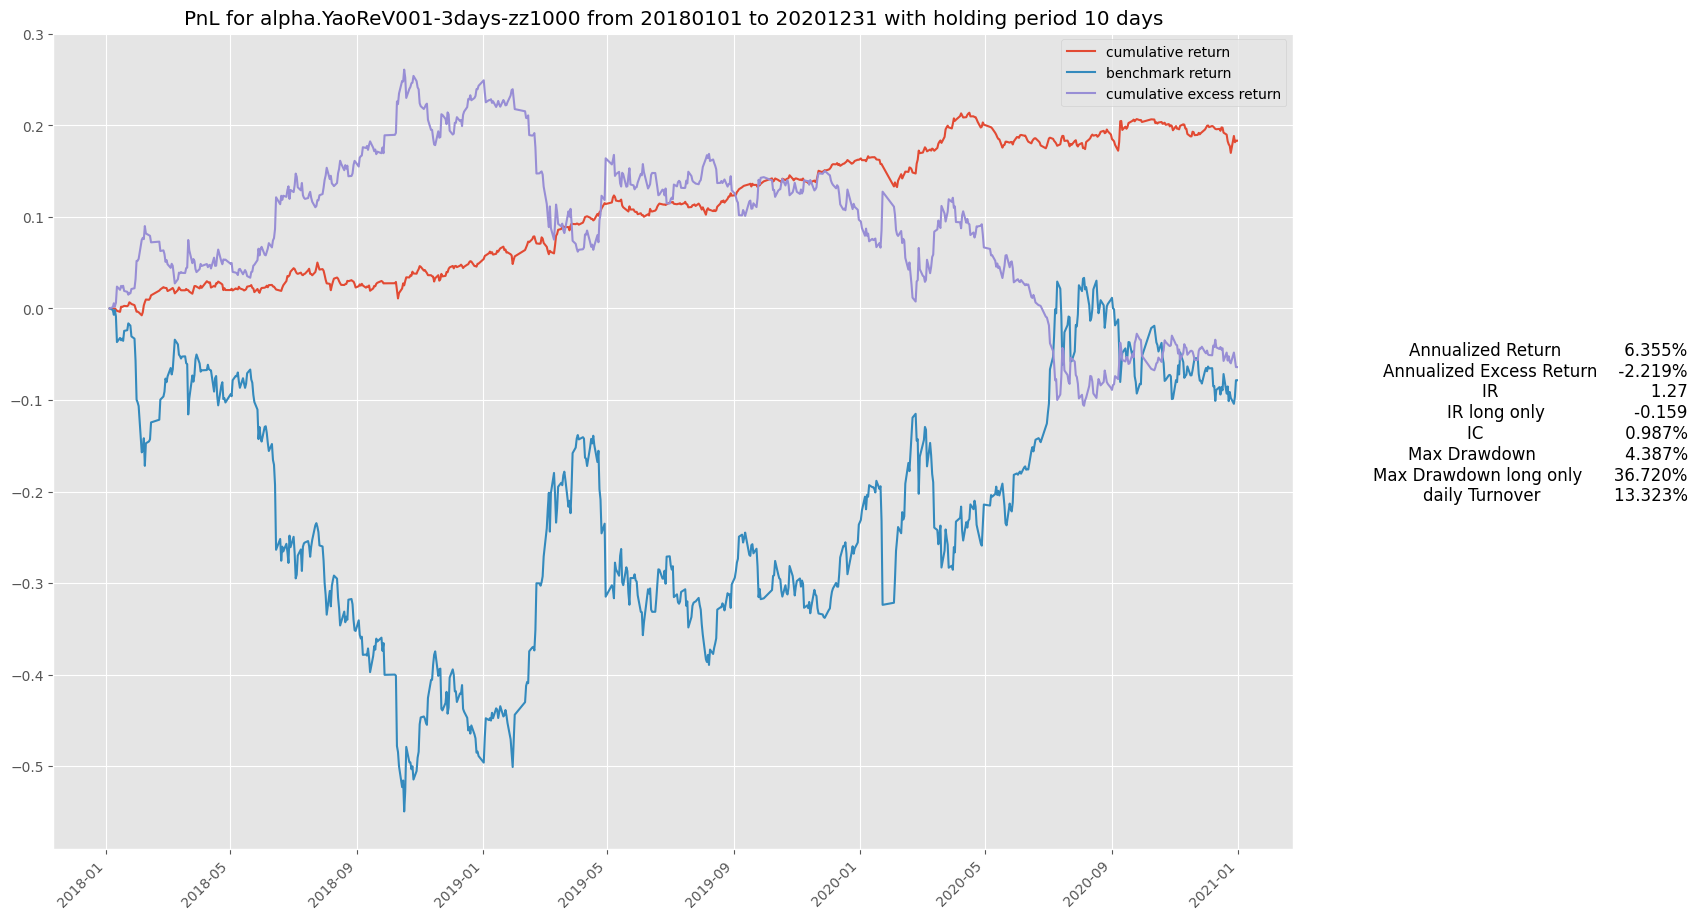 PnL for alpha.YaoReV001-3days-zz1000 from 20180101 to 20201231 with holding period 10 days
cumulative return
benchmark return
cumulative excess return
0.3
0.2
0.1
0.0
−0.1
−0.2
−0.3
−0.4
−0.5
2018-01
2018-05
2018-09
2019-01
2019-05
2019-09
2020-01
2020-05
2020-09
2021-01
Annualized Return 6.355%
Annualized Excess Return -2.219%
IR 1.27
IR long only -0.159
IC 0.987%
Max Drawdown 4.387%
Max Drawdown long only 36.720%
daily Turnover 13.323%